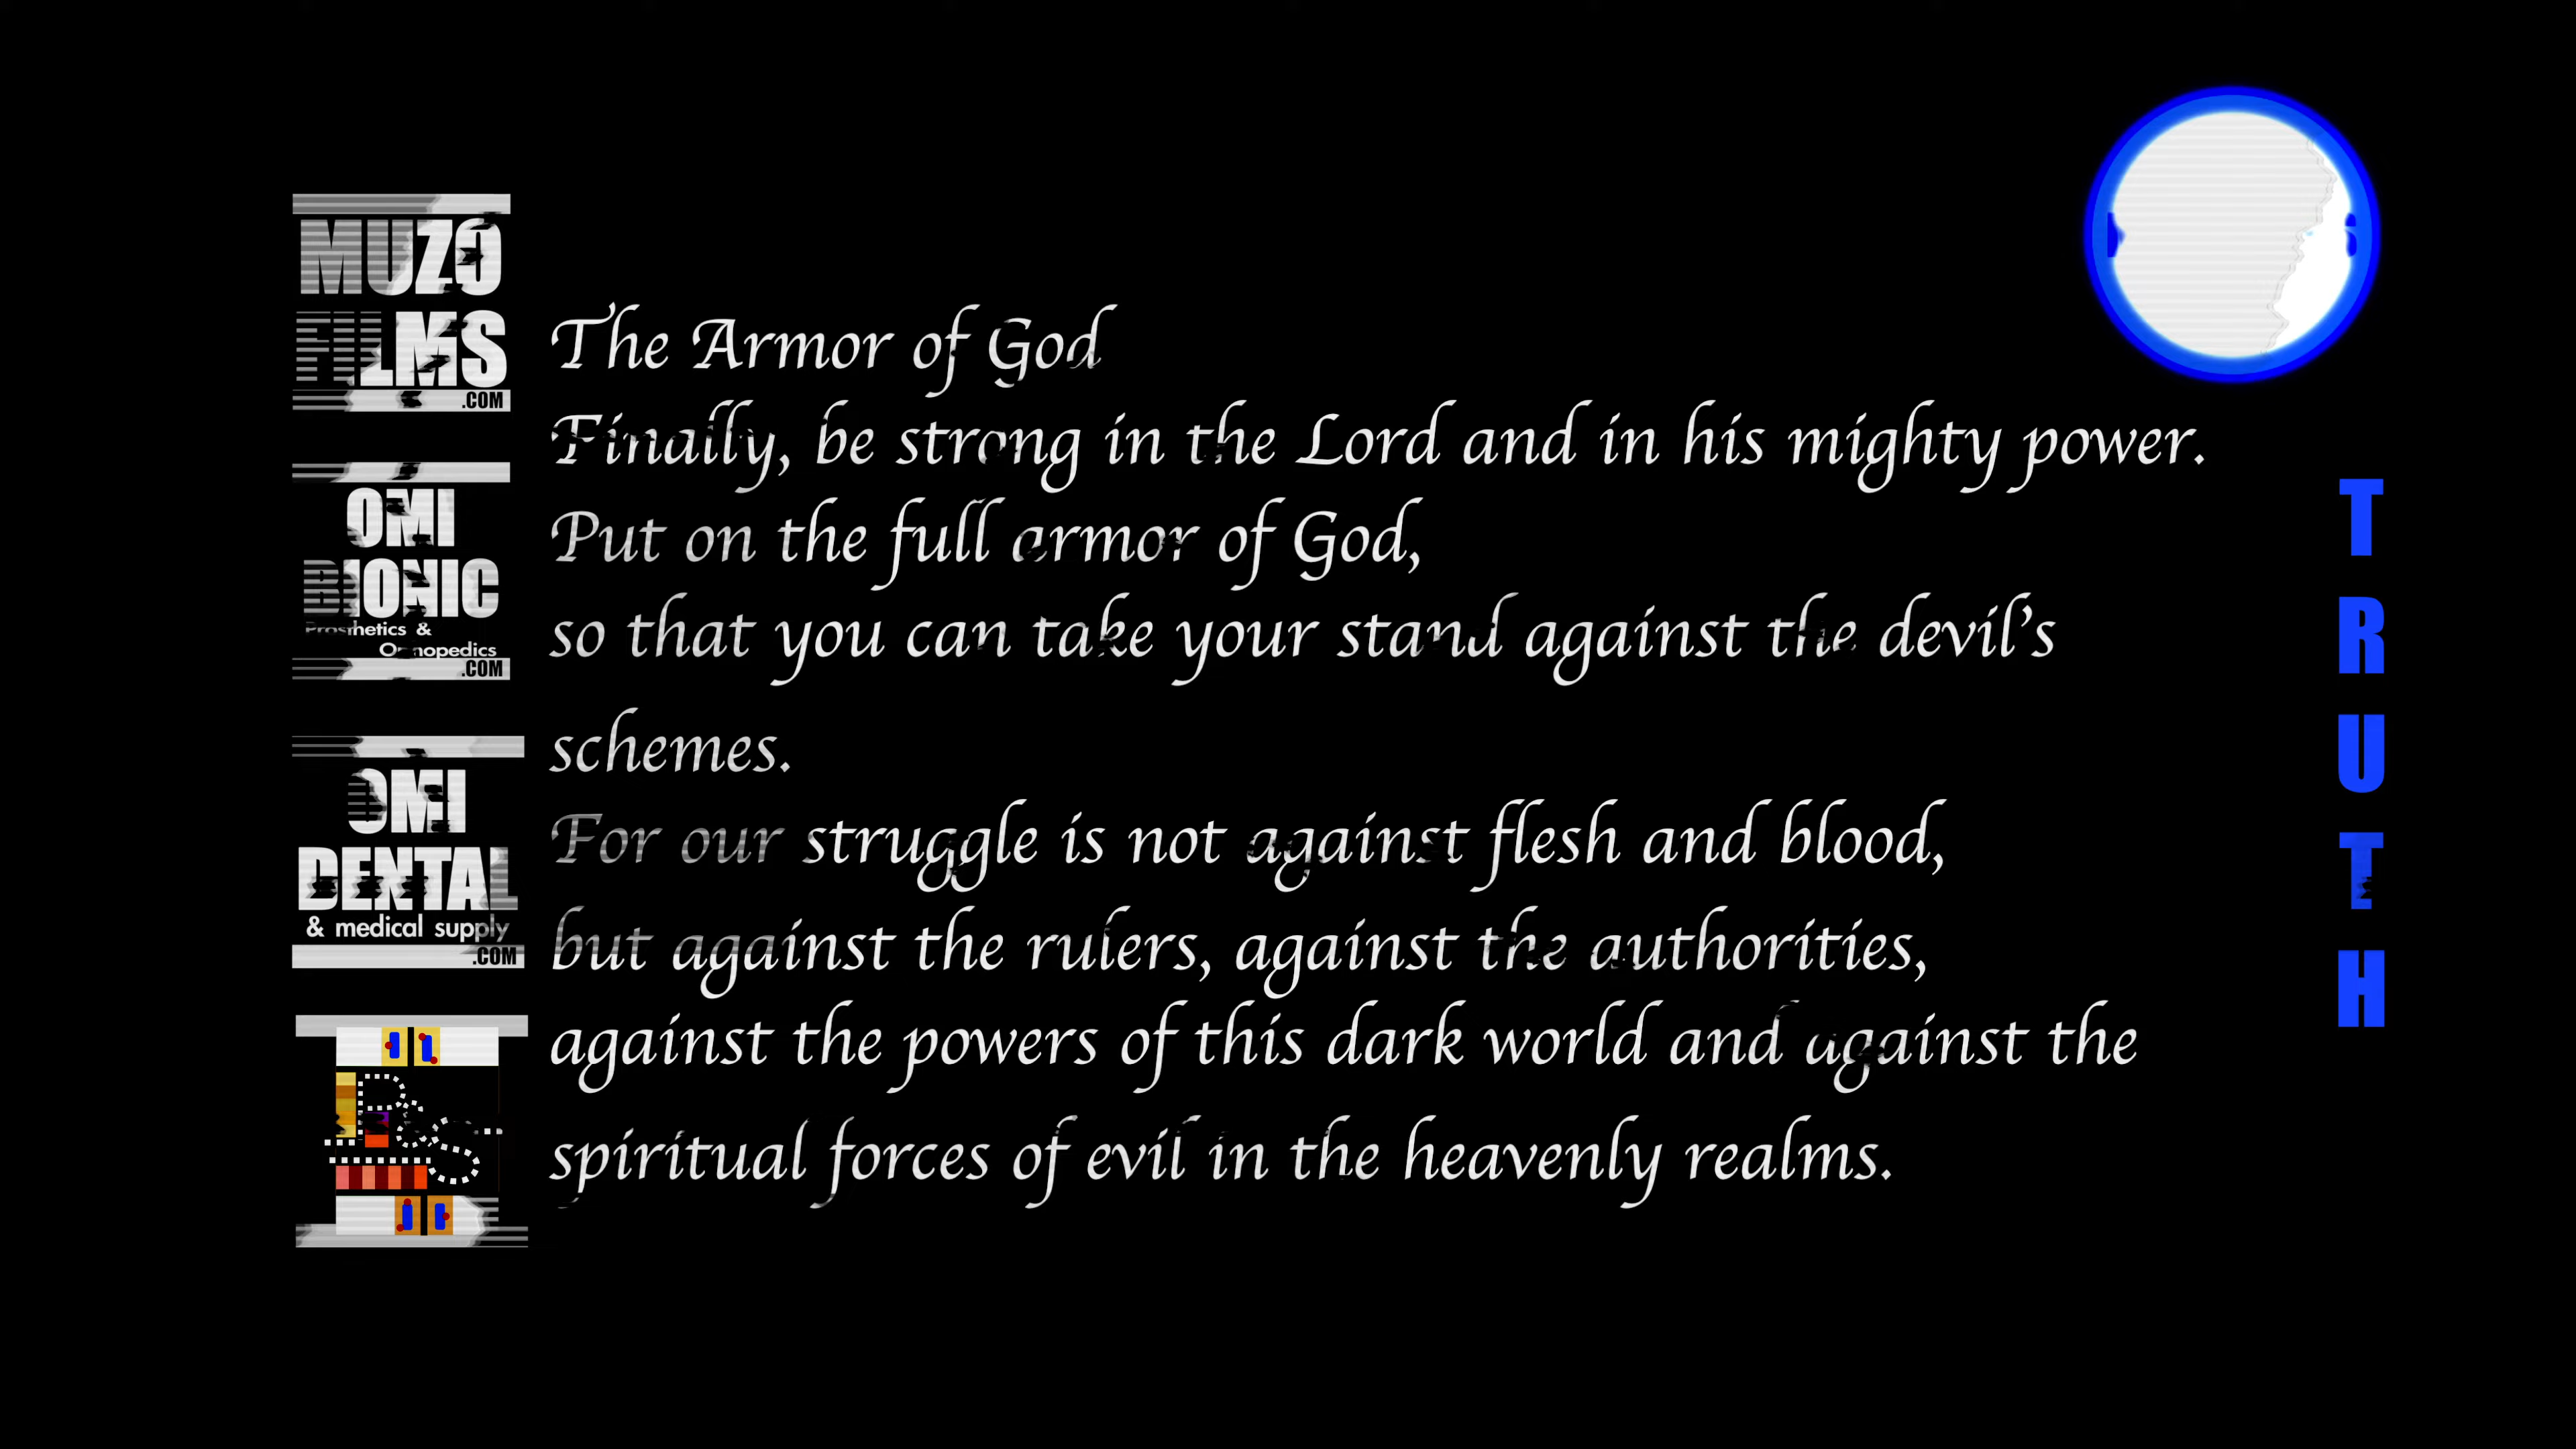 MUZO
FILMS
.COM
OMI
BIONIC
Prosthetics &
Orthopedics
.COM
OMI
DENTAL
& medical supply
.COM
The Armor of God
Finally, be strong in the Lord and in his mighty power.
Put on the full armor of God,
so that you can take your stand against the devil's
schemes.
For our struggle is not against flesh and blood,
but against the rulers, against the authorities,
against the powers of this dark world and against the
spiritual forces of evil in the heavenly realms.
TRUTH